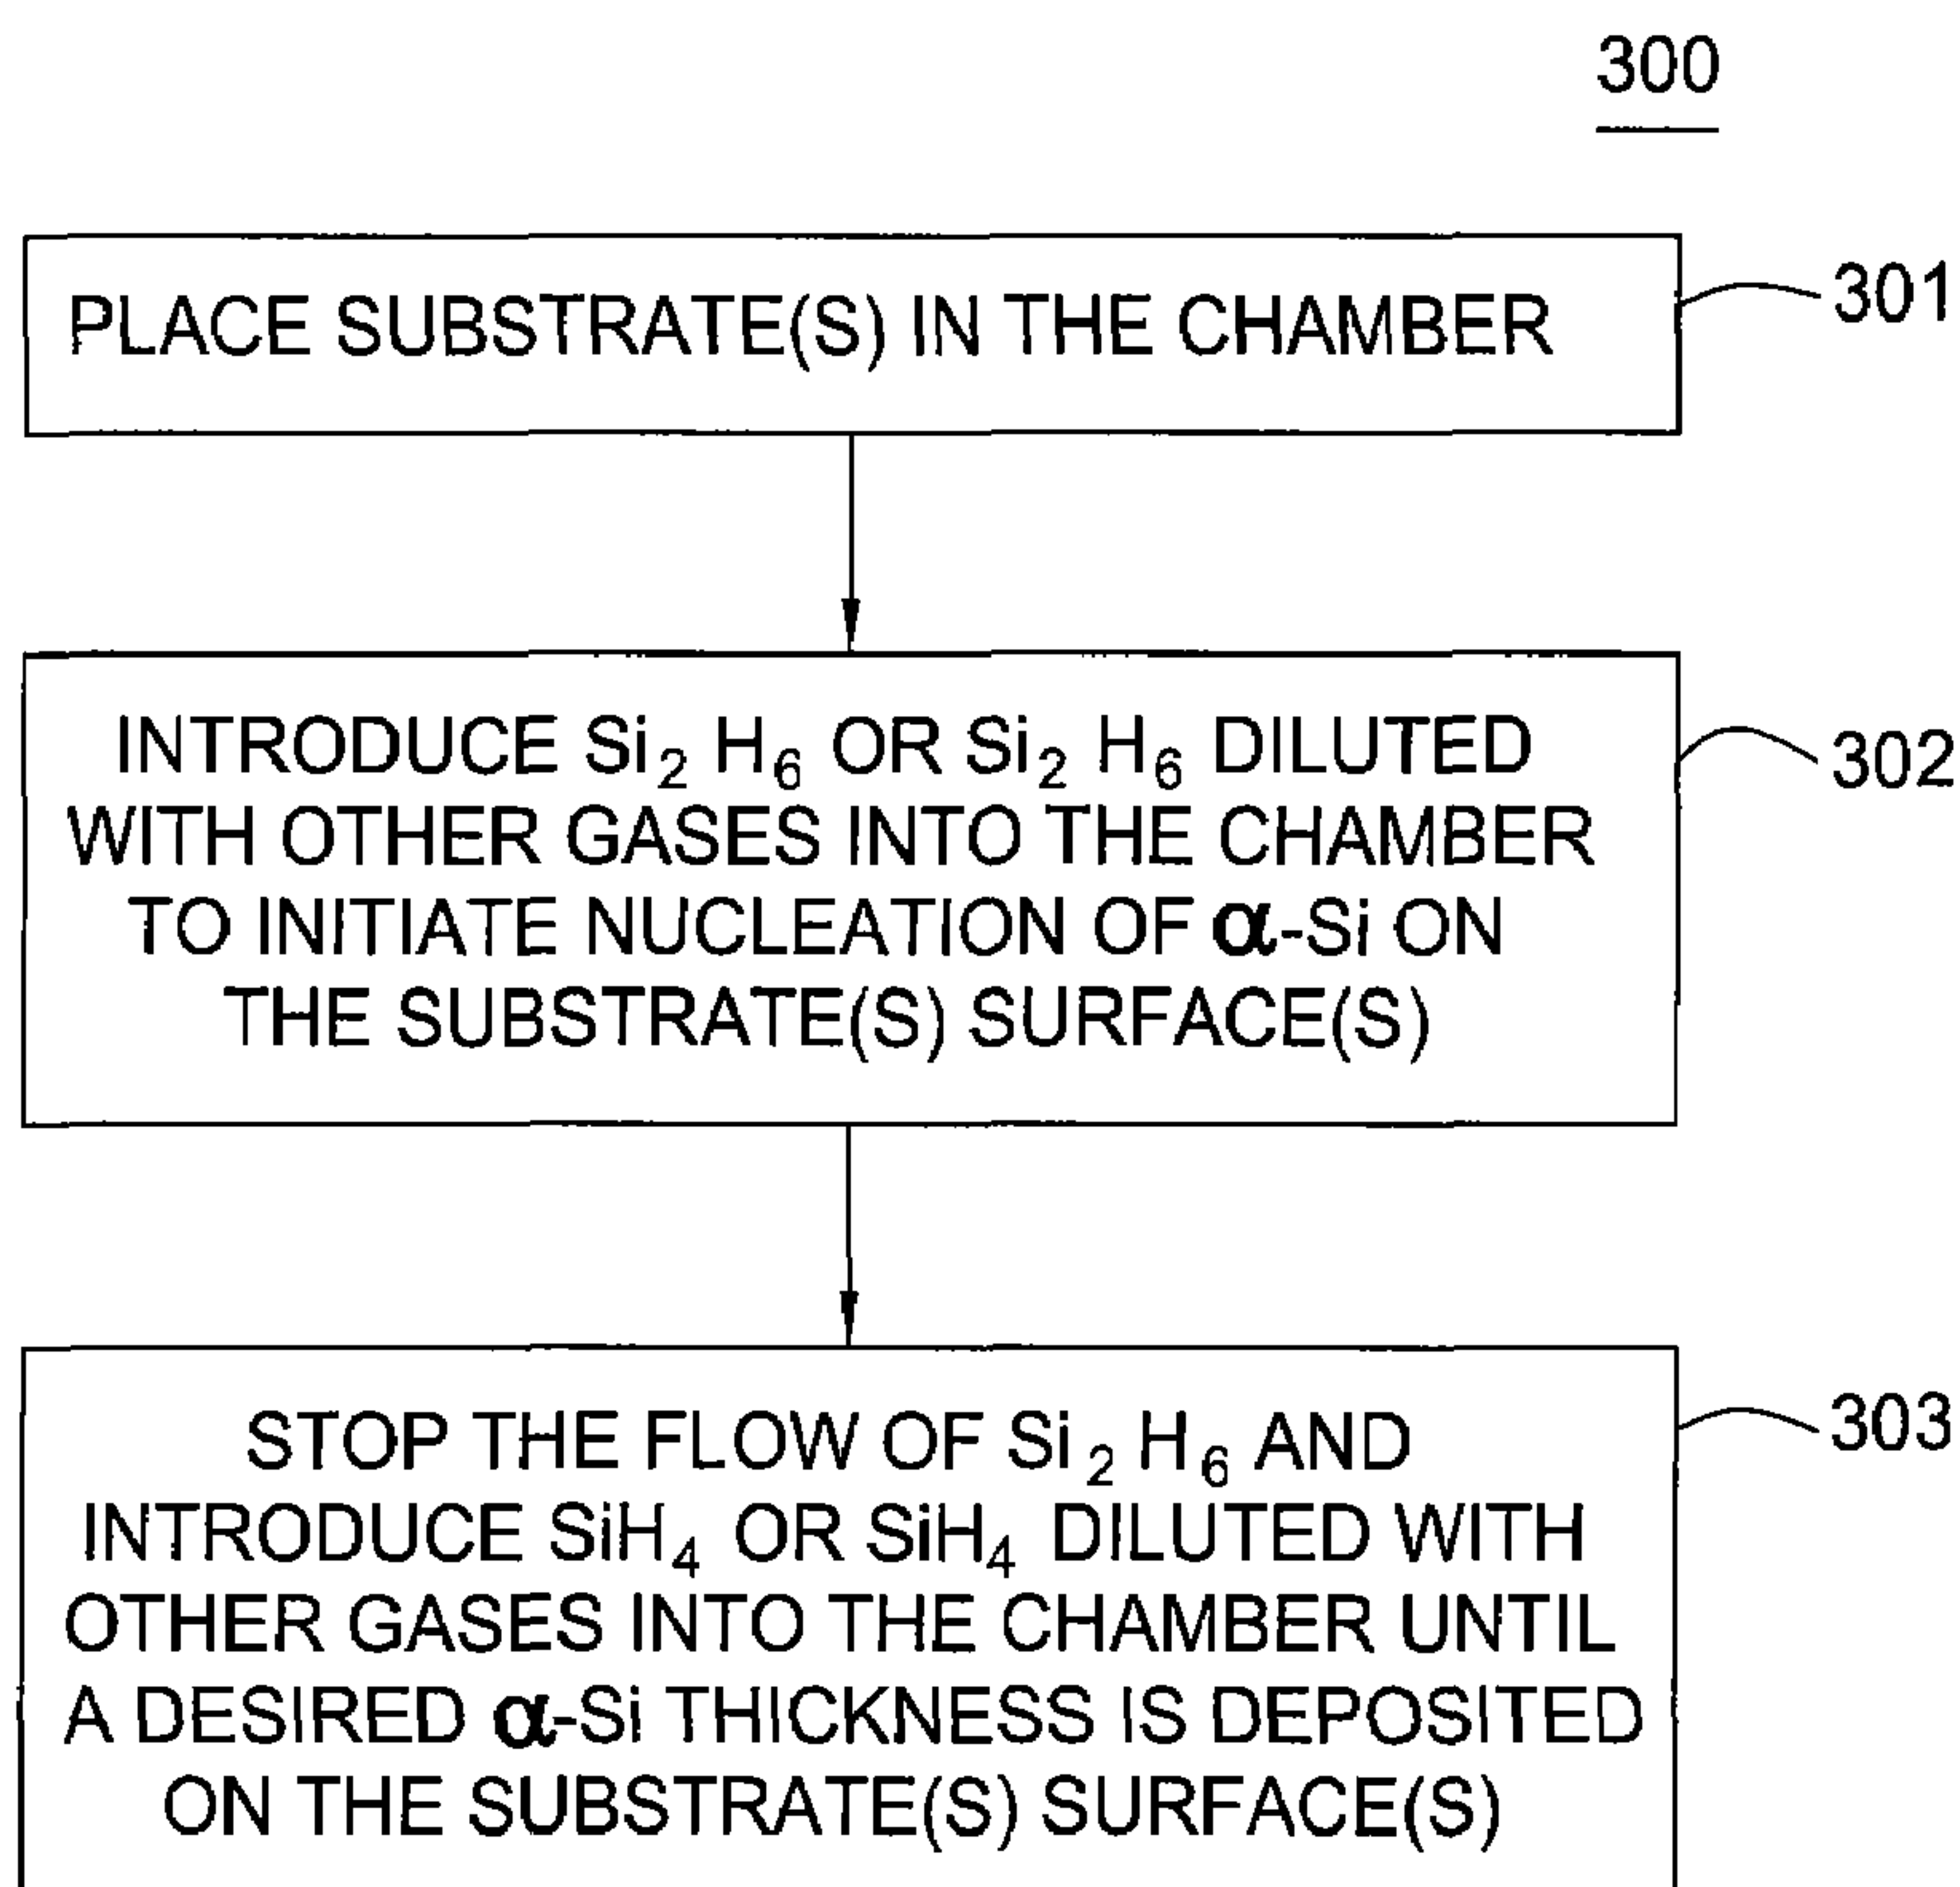 300
PLACE SUBSTRATE(S) IN THE CHAMBER
301
INTRODUCE Si₂ H₆ OR Si₂ H₆ DILUTED
WITH OTHER GASES INTO THE CHAMBER
TO INITIATE NUCLEATION OF α-Si ON
THE SUBSTRATE(S) SURFACE(S)
302
STOP THE FLOW OF Si₂ H₆ AND
INTRODUCE SiH₄ OR SiH₄ DILUTED WITH
OTHER GASES INTO THE CHAMBER UNTIL
A DESIRED α-Si THICKNESS IS DEPOSITED
ON THE SUBSTRATE(S) SURFACE(S)
303